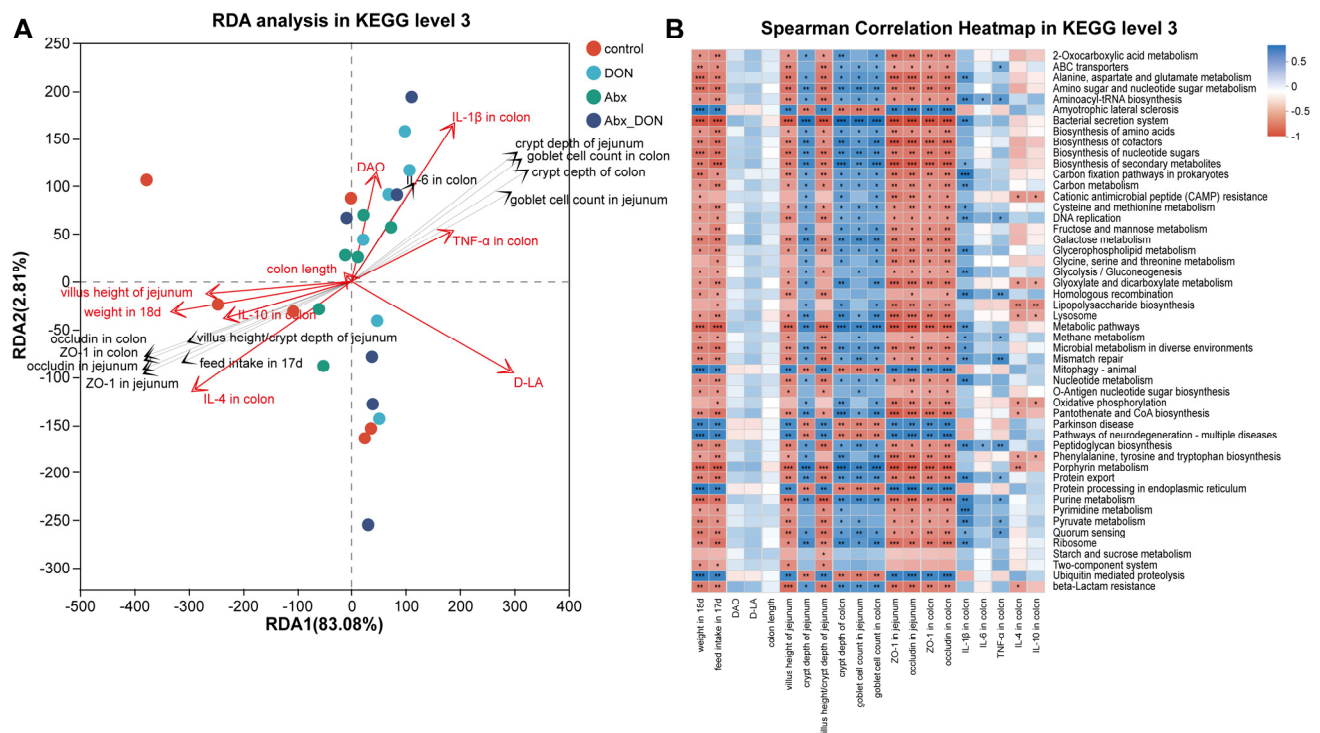 A
RDA analysis in KEGG level 3
250
200
150
100
50
0
-50
-100
-150
-200
-250
-300
RDA2(2.81%)
-500
-400
-300
-200
-100
0
100
200
300
400
RDA1(83.08%)
control
DON
Abx
Abx_DON
IL-1β in colon
crypt depth of jejunum
goblet cell count in colon
DAO
IL-6 in colon
crypt depth of colon
goblet cell count in jejunum
TNF-α in colon
colon length
villus height of jejunum
weight in 18d
IL-10 in colon
occludin in colon
villus height/crypt depth of jejunum
ZO-1 in colon
feed intake in 17d
occludin in jejunum
ZO-1 in jejunum
IL-4 in colon
D-LA
B
Spearman Correlation Heatmap in KEGG level 3
0.5
0
-0.5
-1
2-Oxocarboxylic acid metabolism
ABC transporters
Alanine, aspartate and glutamate metabolism
Amino sugar and nucleotide sugar metabolism
Aminoacyl-tRNA biosynthesis
Amyotrophic lateral sclerosis
Bacterial secretion system
Biosynthesis of amino acids
Biosynthesis of cofactors
Biosynthesis of nucleotide sugars
Biosynthesis of secondary metabolites
Carbon fixation pathways in prokaryotes
Carbon metabolism
Cationic antimicrobial peptide (CAMP) resistance
Cysteine and methionine metabolism
DNA replication
Fructose and mannose metabolism
Galactose metabolism
Glycerophospholipid metabolism
Glycine, serine and threonine metabolism
Glycolysis / Gluconeogenesis
Glyoxylate and dicarboxylate metabolism
Homologous recombination
Lipopolysaccharide biosynthesis
Lysosome
Metabolic pathways
Methane metabolism
Microbial metabolism in diverse environments
Mismatch repair
Mitophagy - animal
Nucleotide metabolism
O-Antigen nucleotide sugar biosynthesis
Oxidative phosphorylation
Pantothenate and CoA biosynthesis
Parkinson disease
Pathways of neurodegeneration - multiple diseases
Peptidoglycan biosynthesis
Phenylalanine, tyrosine and tryptophan biosynthesis
Porphyrin metabolism
Protein export
Protein processing in endoplasmic reticulum
Purine metabolism
Pyrimidine metabolism
Pyruvate metabolism
Quorum sensing
Ribosome
Starch and sucrose metabolism
Two-component system
Ubiquitin mediated proteolysis
beta-Lactam resistance
weight in 18d
feed intake in 17d
DAO
D-LA
colon length
villus height of jejunum
crypt depth of jejunum
illus height/crypt depth of jejunum
crypt depth of colon
goblet cell count in jejunum
goblet cell count in colon
ZO-1 in jejunum
occludin in jejunum
ZO-1 in colon
occludin in colon
IL-1β in colon
IL-6 in colon
TNF-α in colon
IL-4 in colon
IL-10 in colon